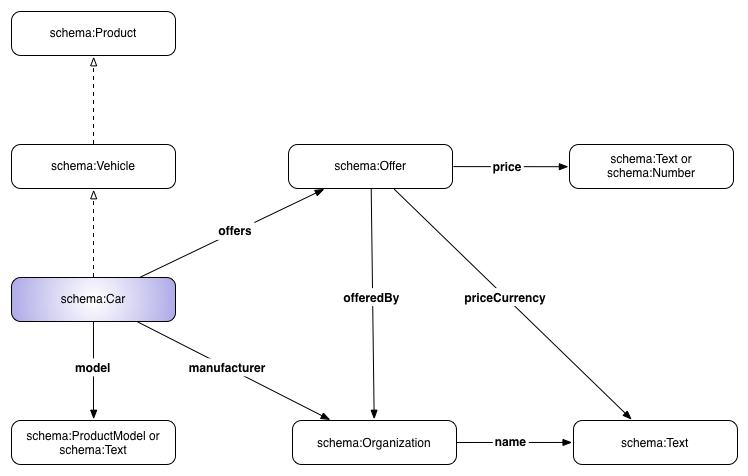 schema:Product
schema:Vehicle
schema:Offer
price
schema:Text or
schema:Number
offers
schema:Car
offeredBy
priceCurrency
model
manufacturer
schema:ProductModel or
schema:Text
schema:Organization
name
schema:Text